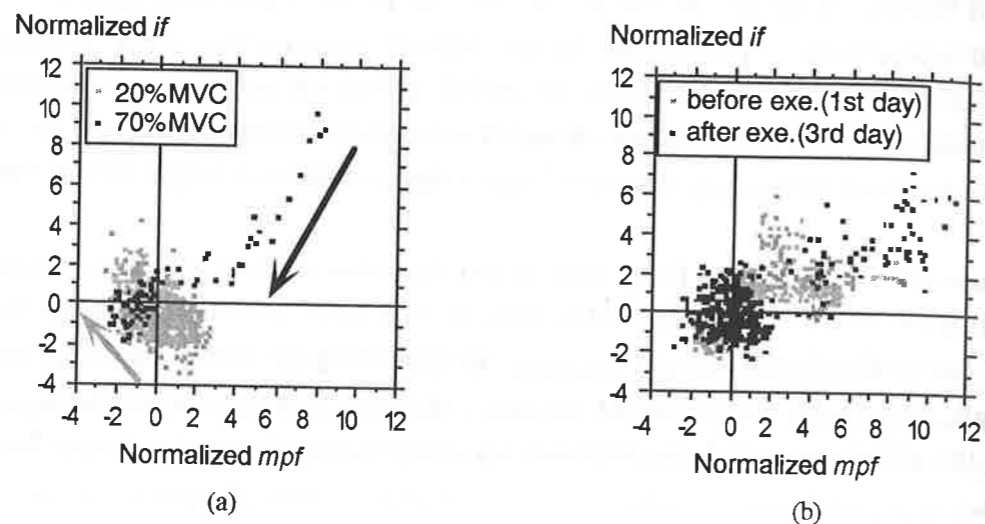 Normalized if
12
10
8
6
4
2
0
-2
-4
20%MVC
70%MVC
-4 -2 0 2 4 6 8 10 12
Normalized mpf
(a)
Normalized if
12
10
8
6
4
2
0
-2
-4
before exe.(1st day)
after exe.(3rd day)
-4 -2 0 2 4 6 8 10 12
Normalized mpf
(b)